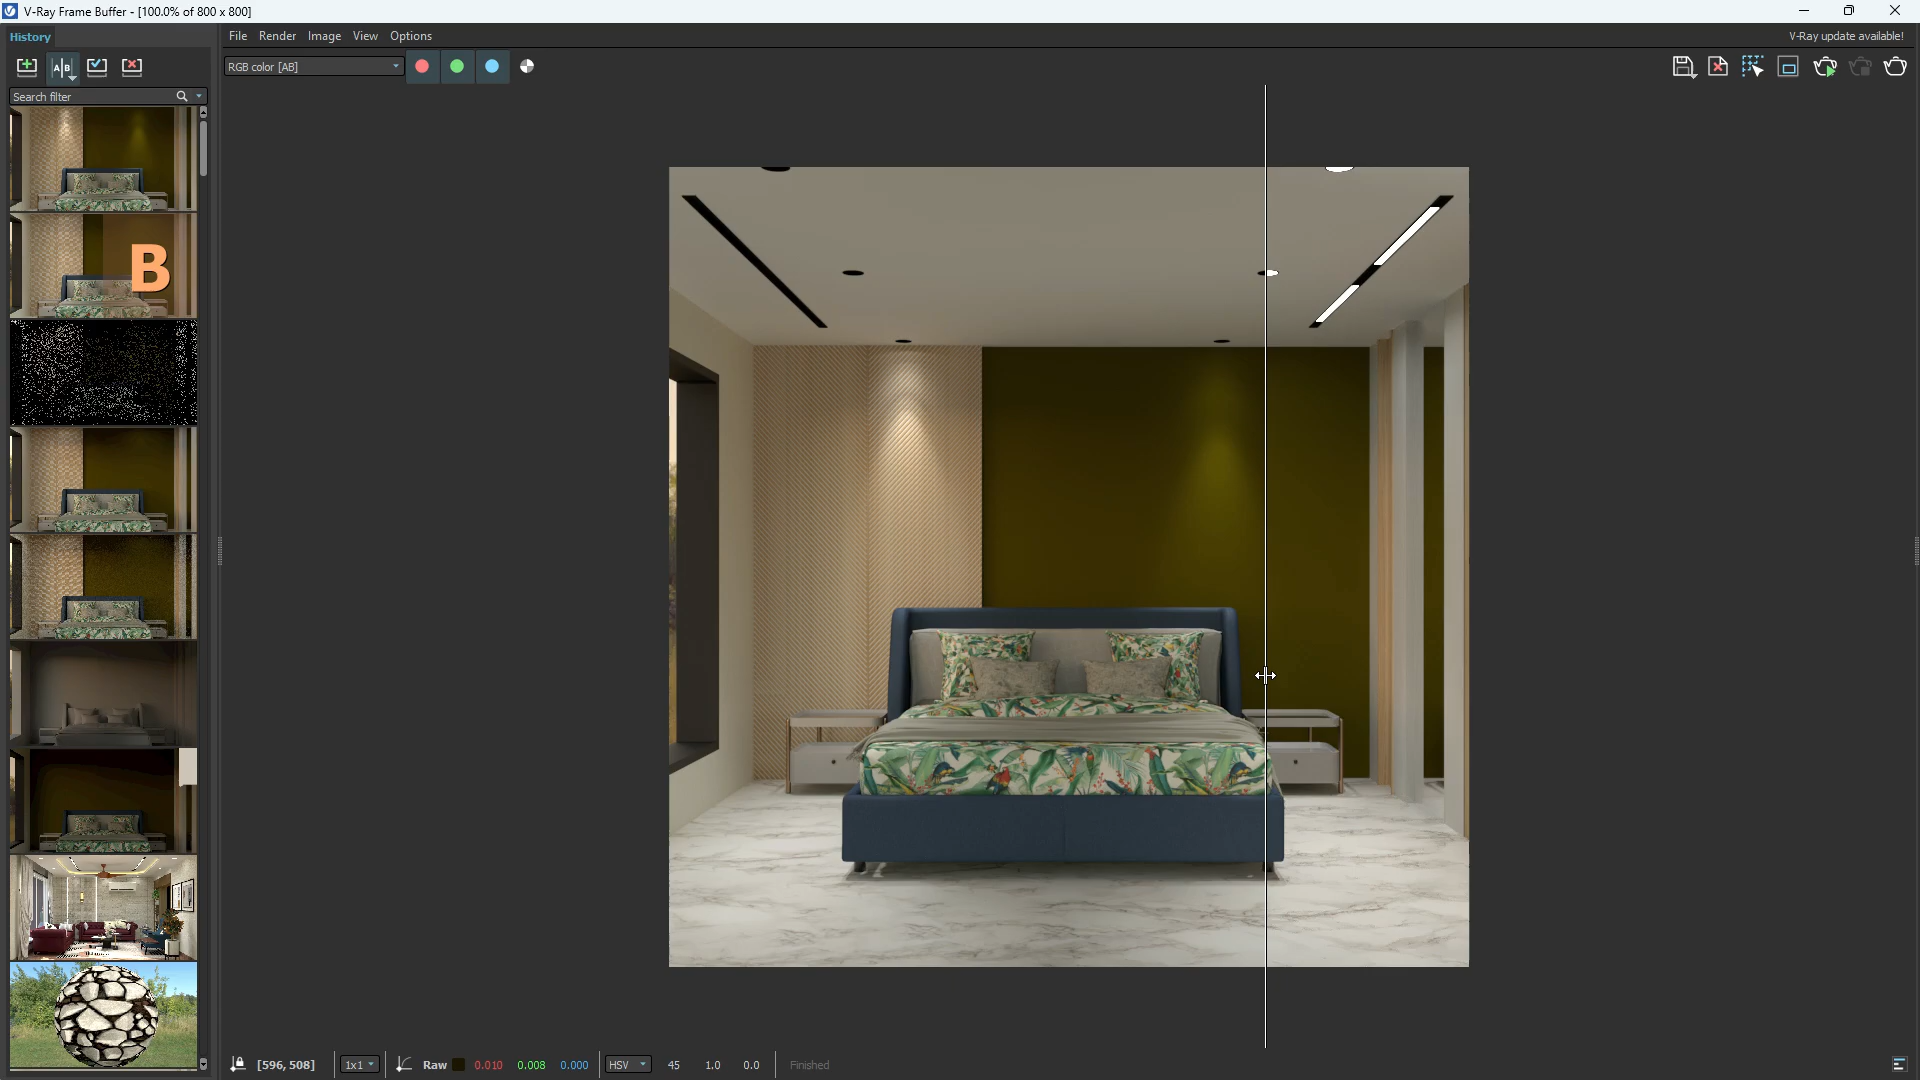 V-Ray Frame Buffer - [100.0% of 800 x 800]
History
File Render Image View Options
V-Ray update available!
A|B
RGB color [AB]
Search filter
B
[596, 508]
1x1
Raw
0.010
0.008
0.000
HSV
45
1.0
0.0
Finished